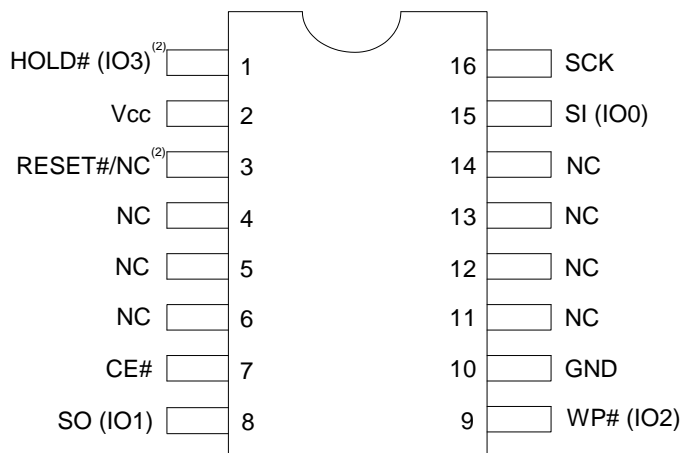 HOLD# (IO3)(2) 1 16 SCK
Vcc 2 15 SI (IO0)
RESET#/NC(2) 3 14 NC
NC 4 13 NC
NC 5 12 NC
NC 6 11 NC
CE# 7 10 GND
SO (IO1) 8 9 WP# (IO2)